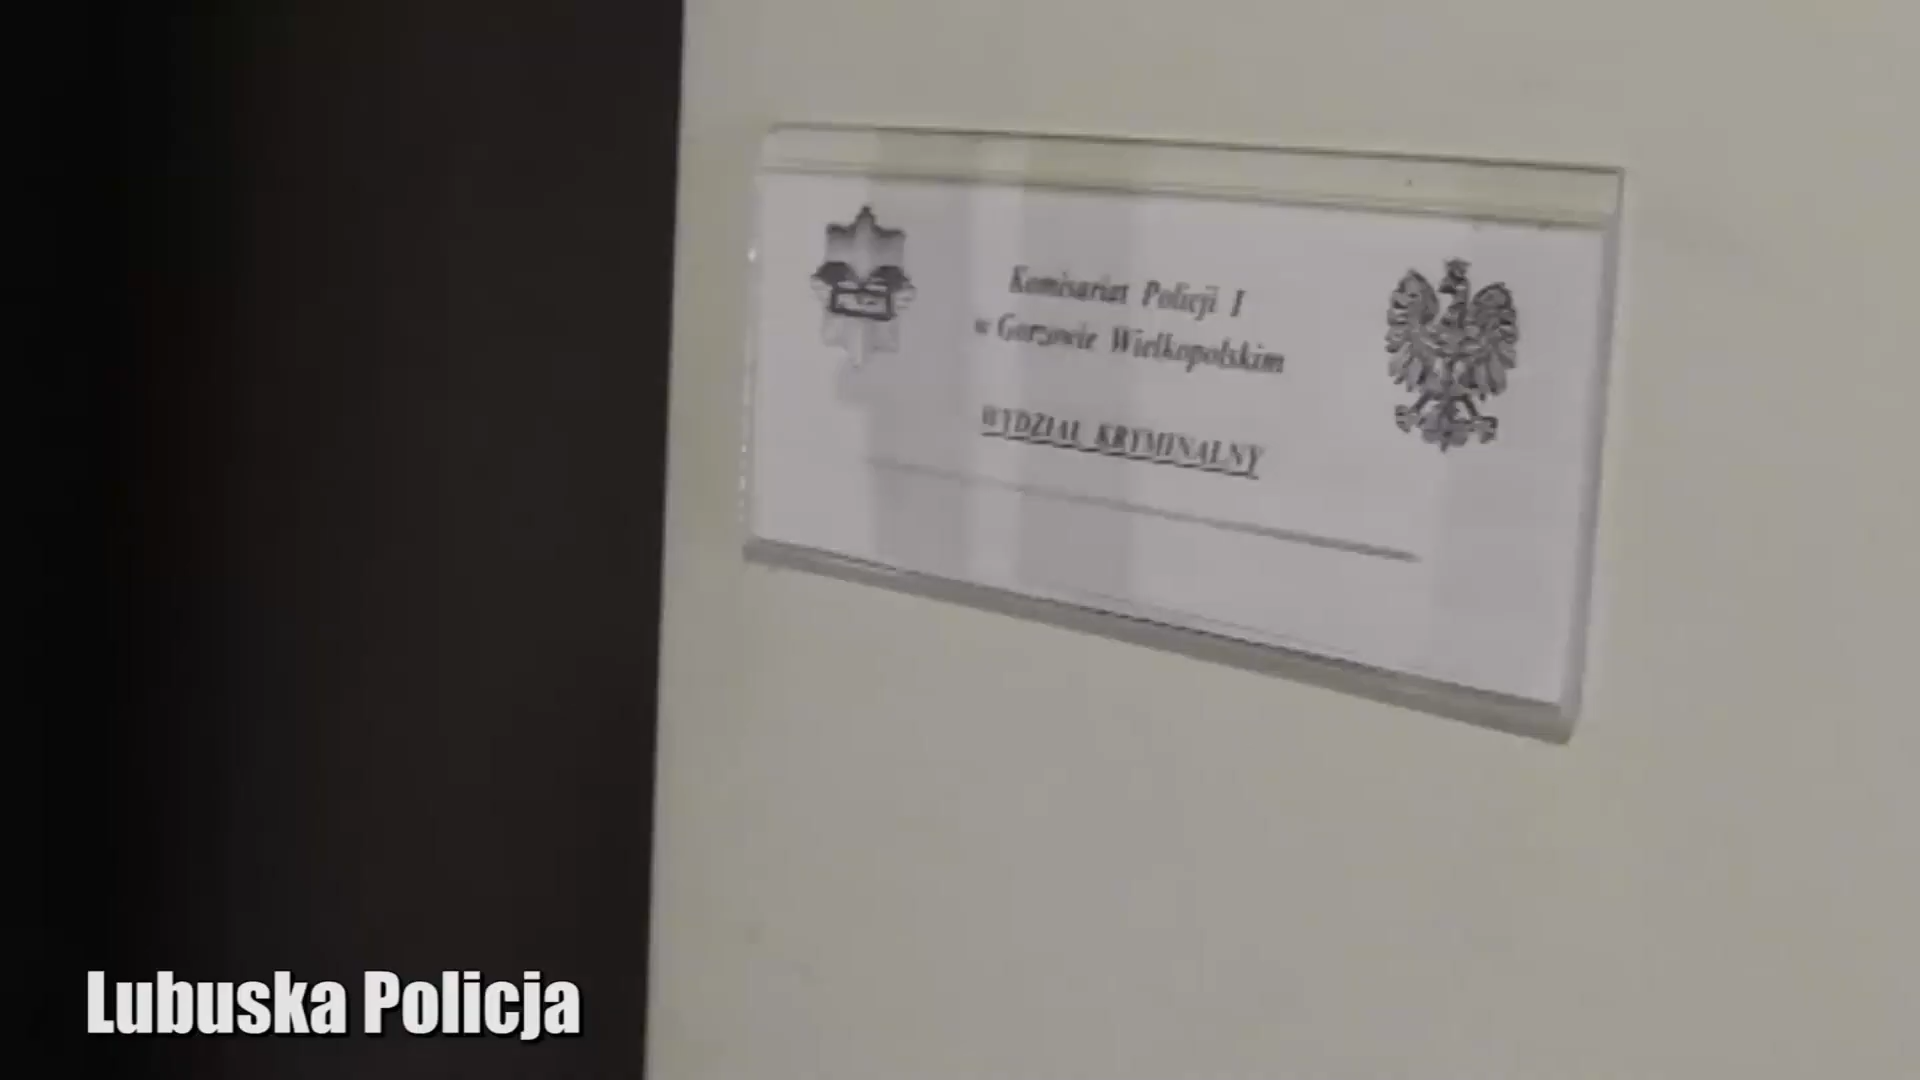 Komisariat Policji I
w Gorzowie Wielkopolskim
WYDZIAŁ KRYMINALNY
Lubuska Policja